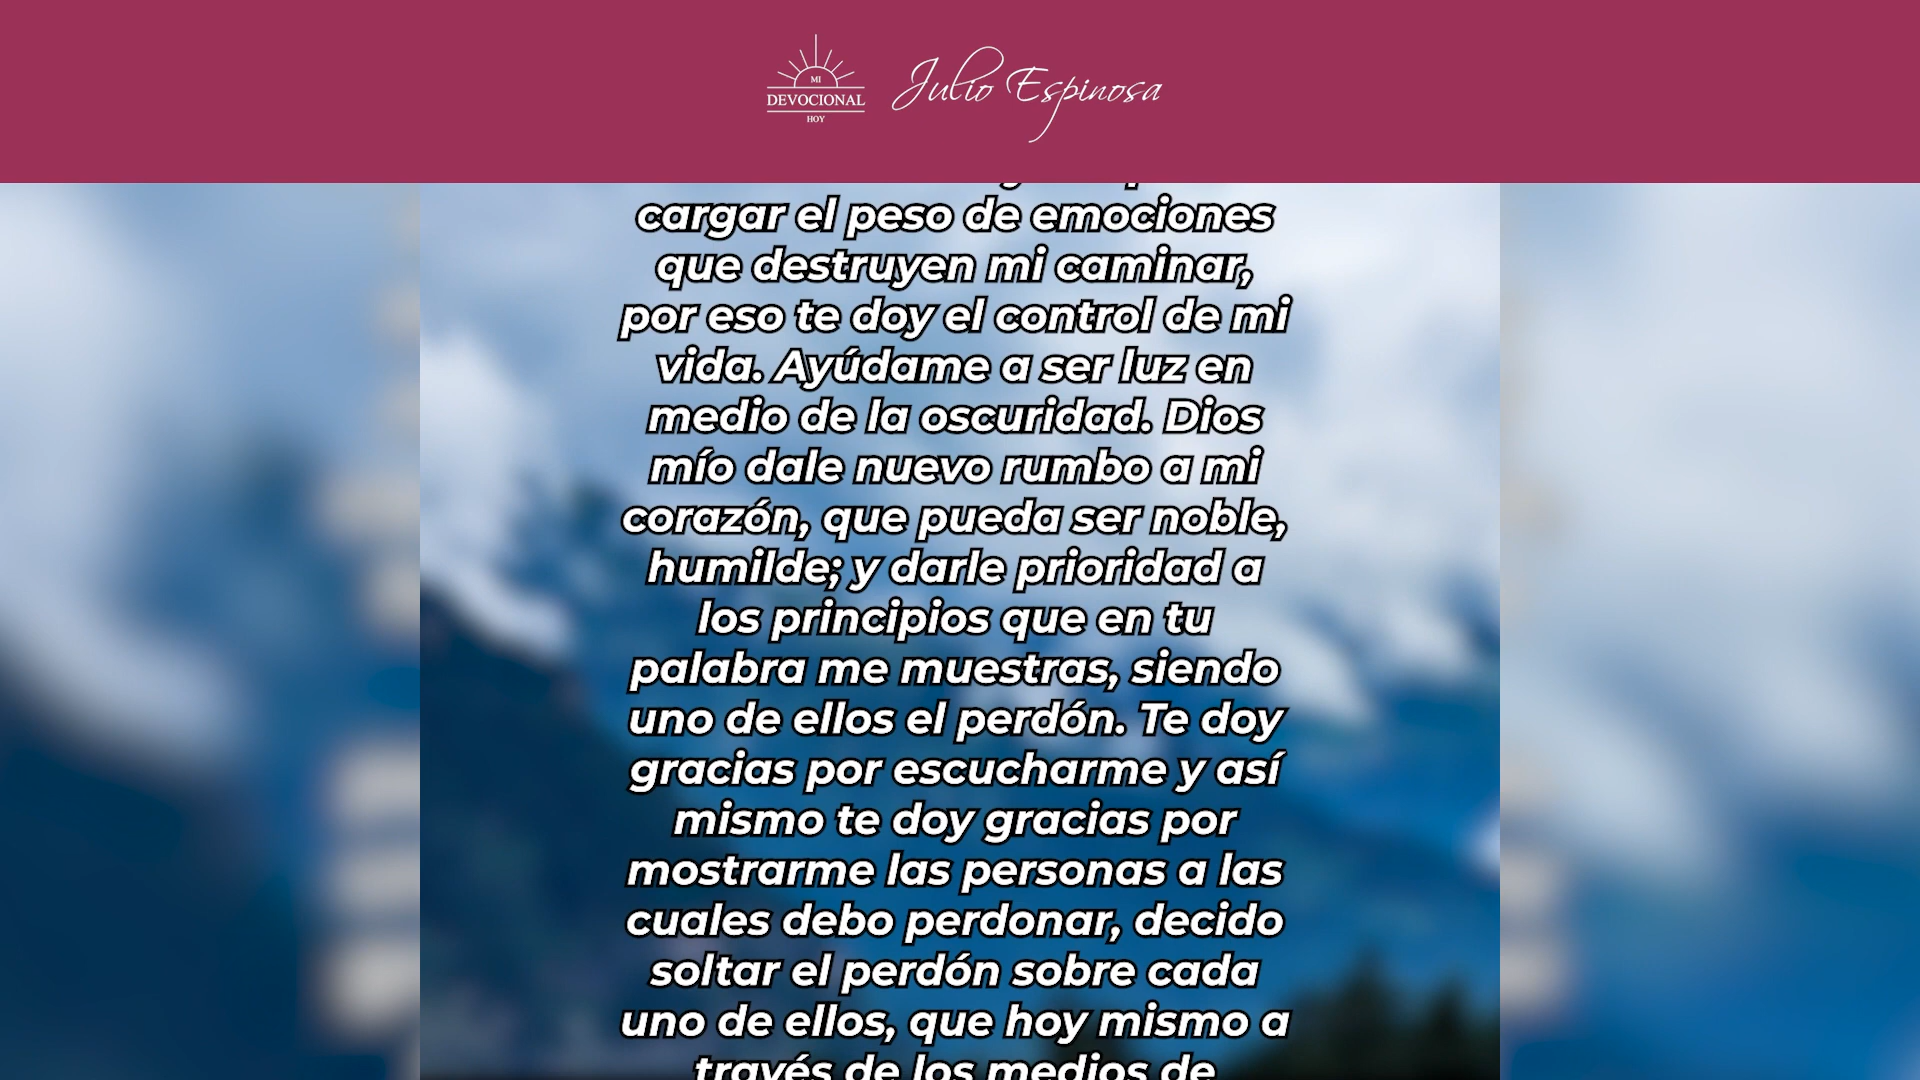 MI
DEVOCIONAL
HOY
Julio Espinosa
cargar el peso de emociones
que destruyen mi caminar,
por eso te doy el control de mi
vida. Ayúdame a ser luz en
medio de la oscuridad. Dios
mío dale nuevo rumbo a mi
corazón, que pueda ser noble,
humilde; y darle prioridad a
los principios que en tu
palabra me muestras, siendo
uno de ellos el perdón. Te doy
gracias por escucharme y así
mismo te doy gracias por
mostrarme las personas a las
cuales debo perdonar, decido
soltar el perdón sobre cada
uno de ellos, que hoy mismo a
través de los medios de